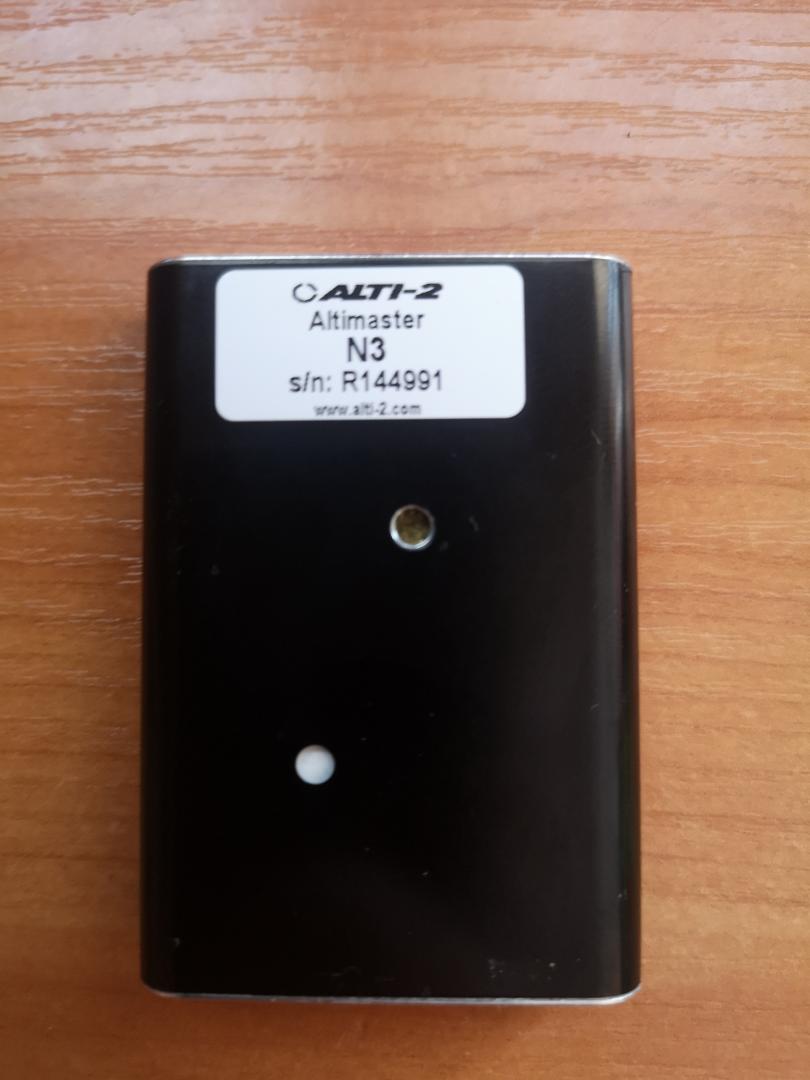 ALTI-2
Altimaster
N3
s/n: R144991
www.alti-2.com